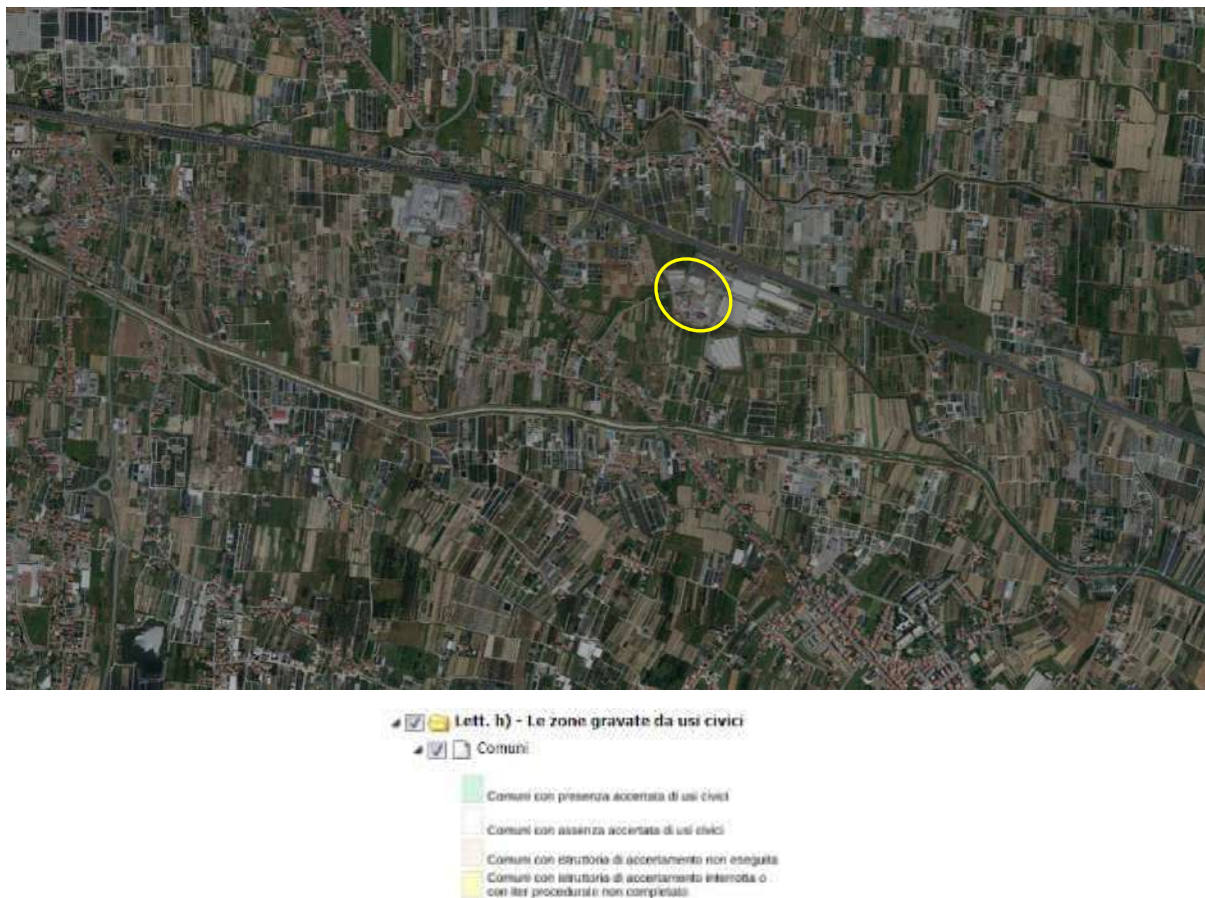 Lett. h) - Le zone gravate da usi civici
Comuni
Comuni con presenza accertata di usi civici
Comuni con assenza accertata di usi civici
Comuni con istruttoria di accertamento non eseguita
Comuni con istruttoria di accertamento interrotta o
con iter procedurale non completato